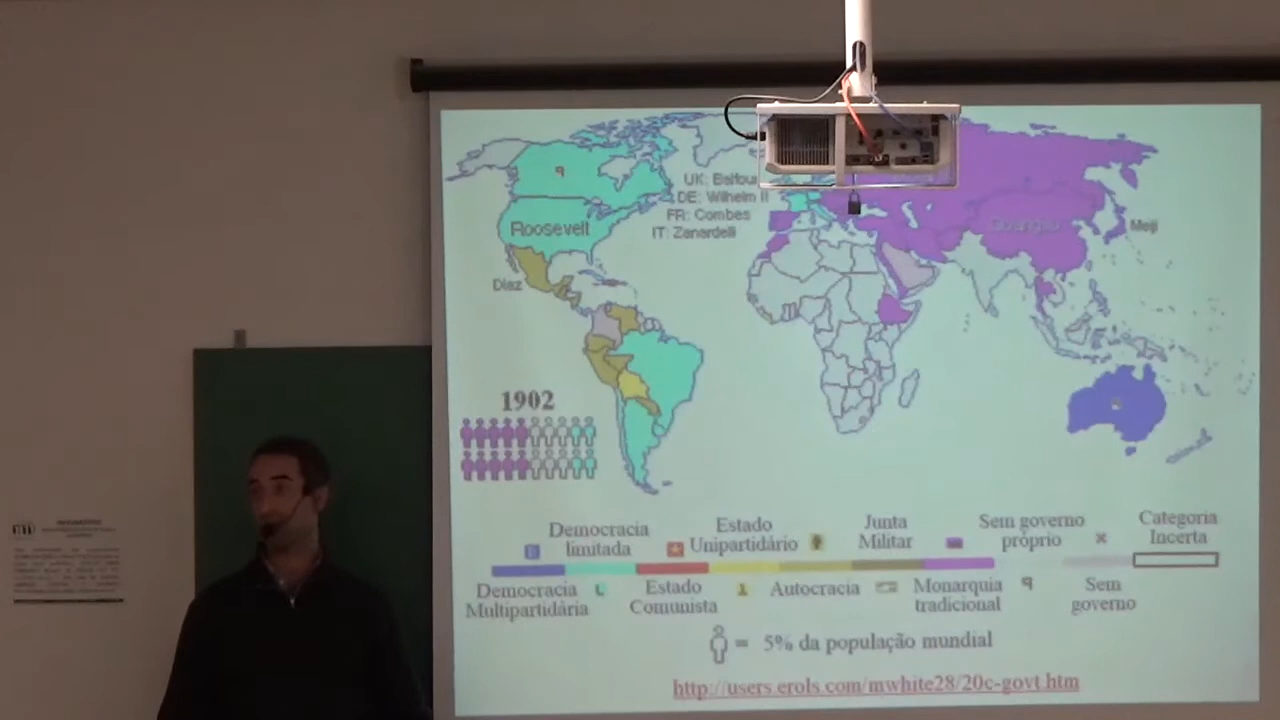 UK: Balfou
DE: Wilhelm II
FR: Combes
IT: Zanardelli
Roosevelt
Guangxu
Meiji
Diaz
1902
Democracia limitada
Estado Unipartidário
Junta Militar
Sem governo próprio
Categoria Incerta
Democracia Multipartidária
Estado Comunista
Autocracia
Monarquia tradicional
Sem governo
= 5% da população mundial
http://users.erols.com/mwhite28/20c-govt.htm